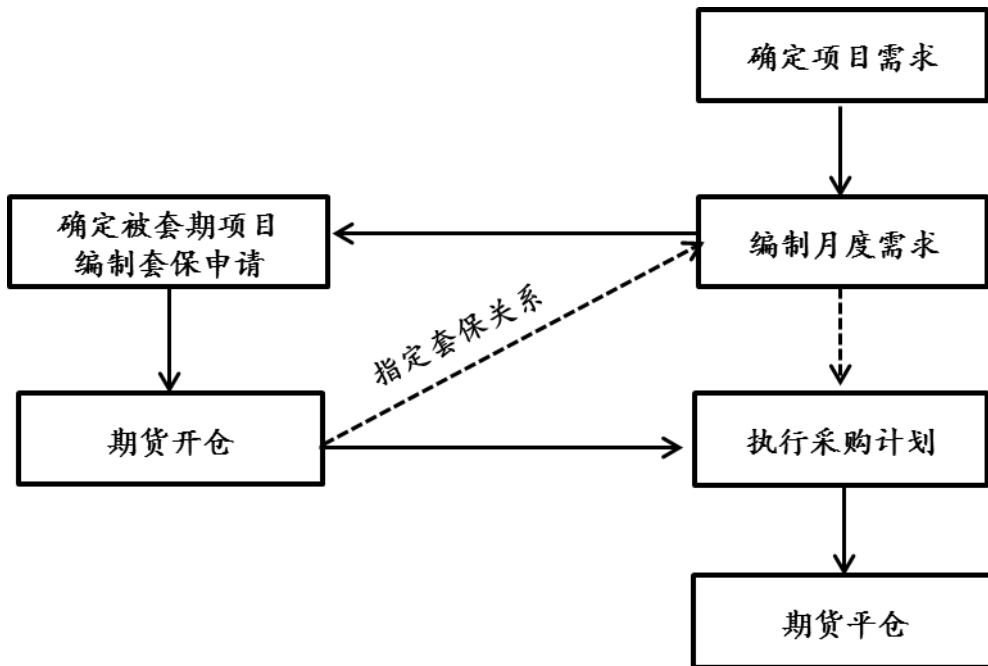 确定项目需求
确定被套期项目
编制套保申请
编制月度需求
指定套保关系
期货开仓
执行采购计划
期货平仓